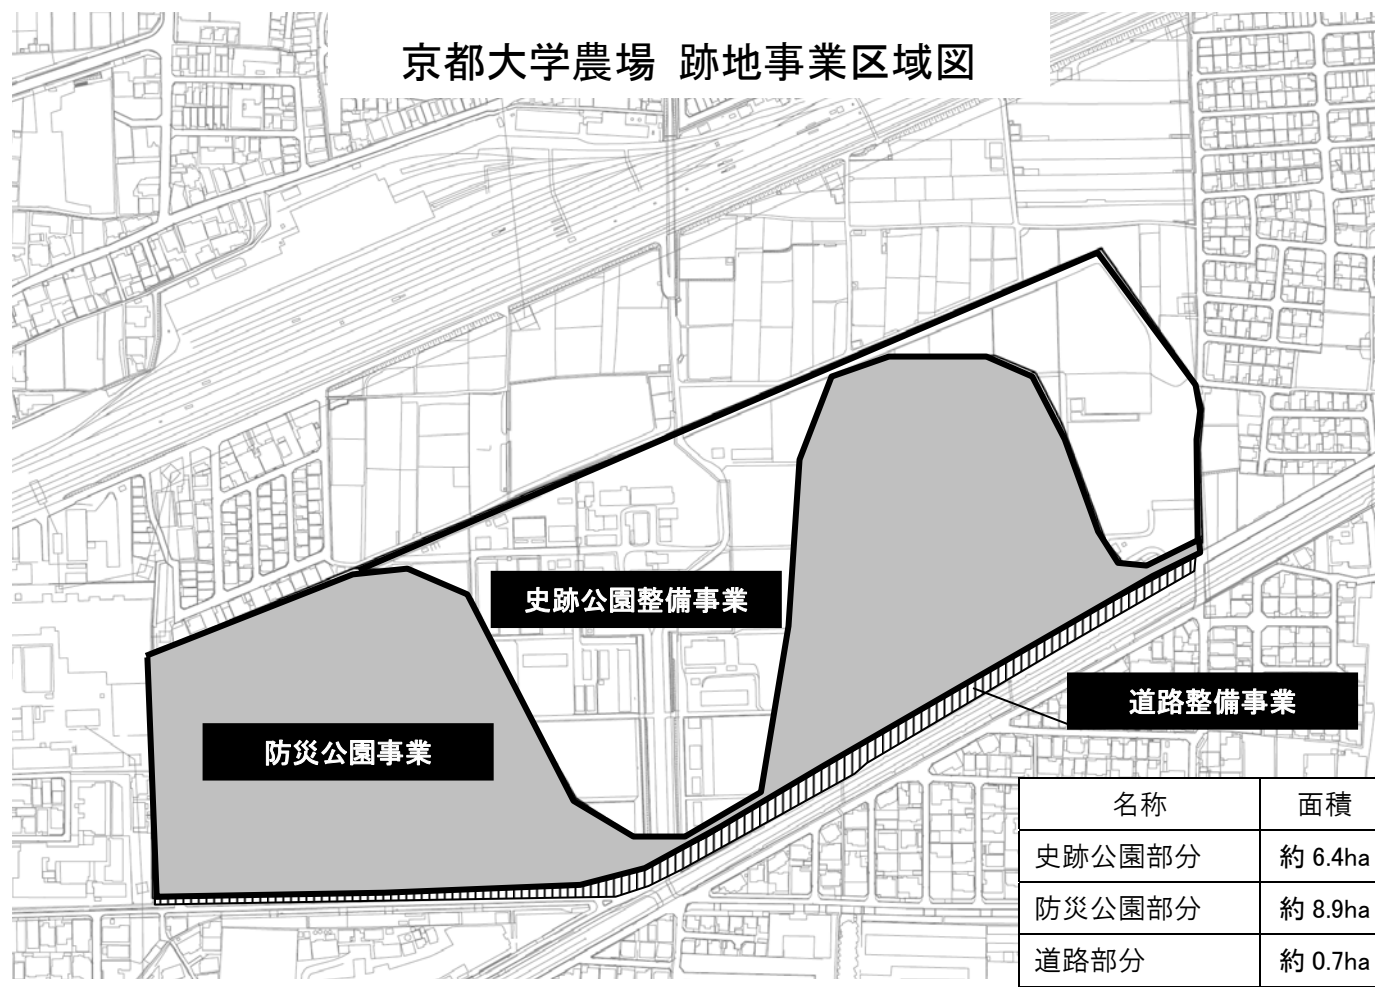 京都大学農場 跡地事業区域図
史跡公園整備事業
道路整備事業
防災公園事業
名称 面積
史跡公園部分 約 6.4ha
防災公園部分 約 8.9ha
道路部分 約 0.7ha